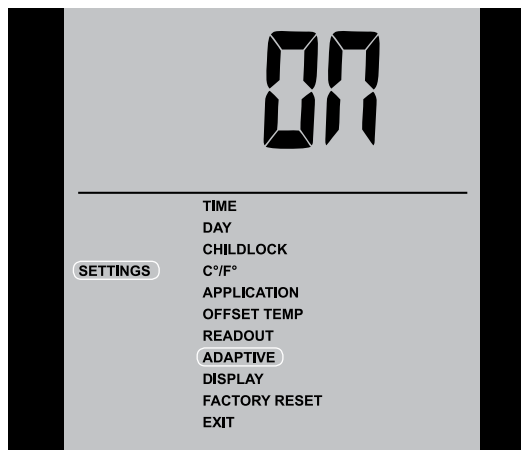 ON
TIME
DAY
CHILDLOCK
SETTINGS C°/F°
APPLICATION
OFFSET TEMP
READOUT
ADAPTIVE
DISPLAY
FACTORY RESET
EXIT